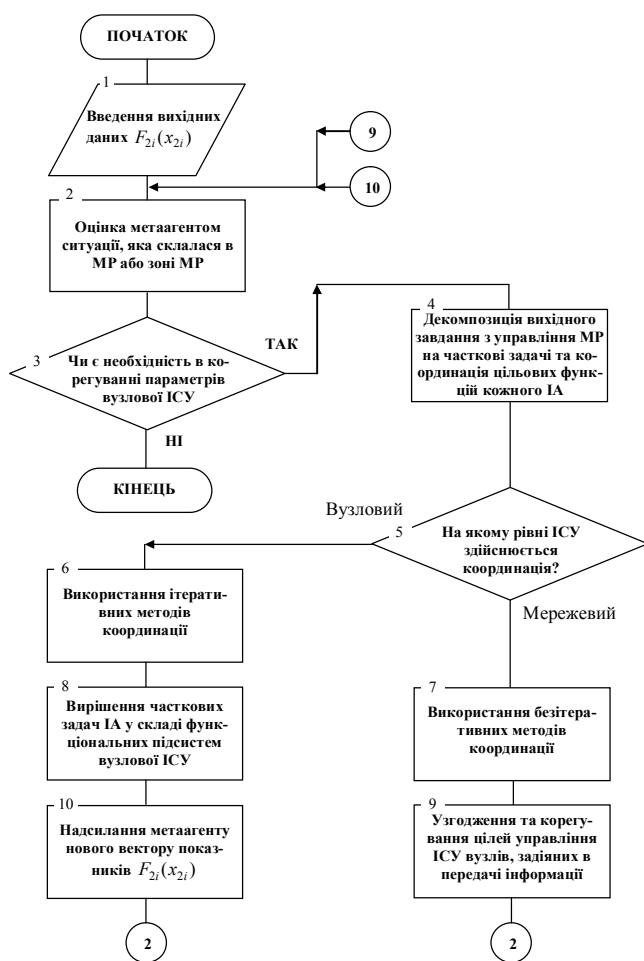 ПОЧАТОК
1
Введення вихідних
даних F2i(x2i)
9
10
2
Оцінка метаагентом
ситуації, яка склалася в
МР або зоні МР
3
Чи є необхідність в ко-
регуванні параметрів
вузлової ІСУ
ТАК
НІ
КІНЕЦЬ
4
Декомпозиція вихідного
завдання з управління МР
на часткові задачі та ко-
ординація цільових функ-
цій кожного ІА
5
На якому рівні ІСУ
здійснюється
координація?
Вузловий
Мережевий
6
Використання ітератив-
них методів
координації
8
Вирішення часткових
задач ІА у складі функ-
ціональних підсистем
вузлової ІСУ
10
Надсилання метаагенту
нового вектору показ-
ників F2i(x2i)
2
7
Використання безітера-
тивних методів
координації
9
Узгодження та корегу-
вання цілей управління
ІСУ вузлів, задіяних в
передачі інформації
2